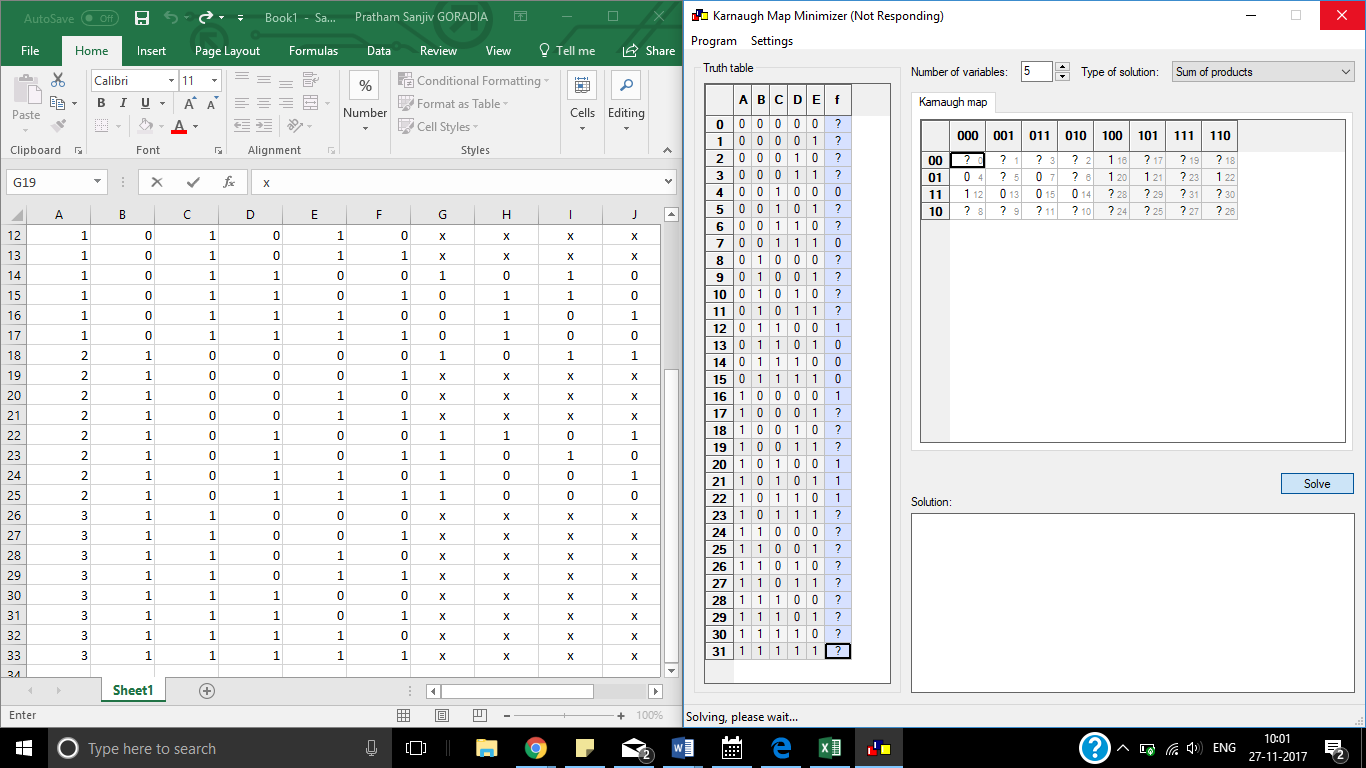 AutoSave Off Book1 - Sa... Pratham Sanjiv GORADIA
File Home Insert Page Layout Formulas Data Review View Tell me Share
Paste Calibri 11 B I U A A A
% Number Conditional Formatting Format as Table Cell Styles Cells Editing
Clipboard Font Alignment Styles
G19 fx x
A B C D E F G H I J
12 1 0 1 0 1 0 x x x x
13 1 0 1 0 1 1 x x x x
14 1 0 1 1 0 0 1 0 1 0
15 1 0 1 1 0 1 0 1 1 0
16 1 0 1 1 1 0 0 1 0 1
17 1 0 1 1 1 1 0 1 0 0
18 2 1 0 0 0 0 1 0 1 1
19 2 1 0 0 0 1 x x x x
20 2 1 0 0 1 0 x x x x
21 2 1 0 0 1 1 x x x x
22 2 1 0 1 0 0 1 1 0 1
23 2 1 0 1 0 1 1 0 1 0
24 2 1 0 1 1 0 1 0 0 1
25 2 1 0 1 1 1 1 0 0 0
26 3 1 1 0 0 0 x x x x
27 3 1 1 0 0 1 x x x x
28 3 1 1 0 1 0 x x x x
29 3 1 1 0 1 1 x x x x
30 3 1 1 1 0 0 x x x x
31 3 1 1 1 0 1 x x x x
32 3 1 1 1 1 0 x x x x
33 3 1 1 1 1 1 x x x x
34
Sheet1
Enter 100%
Karnaugh Map Minimizer (Not Responding)
Program Settings
Truth table
A B C D E f
0 0 0 0 0 0 ?
1 0 0 0 0 1 ?
2 0 0 0 1 0 ?
3 0 0 0 1 1 ?
4 0 0 1 0 0 0
5 0 0 1 0 1 ?
6 0 0 1 1 0 ?
7 0 0 1 1 1 0
8 0 1 0 0 0 ?
9 0 1 0 0 1 ?
10 0 1 0 1 0 ?
11 0 1 0 1 1 ?
12 0 1 1 0 0 1
13 0 1 1 0 1 0
14 0 1 1 1 0 0
15 0 1 1 1 1 0
16 1 0 0 0 0 1
17 1 0 0 0 1 ?
18 1 0 0 1 0 ?
19 1 0 0 1 1 ?
20 1 0 1 0 0 1
21 1 0 1 0 1 1
22 1 0 1 1 0 1
23 1 0 1 1 1 ?
24 1 1 0 0 0 ?
25 1 1 0 0 1 ?
26 1 1 0 1 0 ?
27 1 1 0 1 1 ?
28 1 1 1 0 0 ?
29 1 1 1 0 1 ?
30 1 1 1 1 0 ?
31 1 1 1 1 1 ?
Number of variables: 5 Type of solution: Sum of products
Karnaugh map
000 001 011 010 100 101 111 110
00 ? 0 ? 1 ? 3 ? 2 1 16 ? 17 ? 19 ? 18
01 0 4 ? 5 0 7 ? 6 1 20 1 21 ? 23 1 22
11 1 12 0 13 0 15 0 14 ? 28 ? 29 ? 31 ? 30
10 ? 8 ? 9 ? 11 ? 10 ? 24 ? 25 ? 27 ? 26
Solve
Solution:
Solving, please wait...
Type here to search 2 ENG 10:01 27-11-2017 2